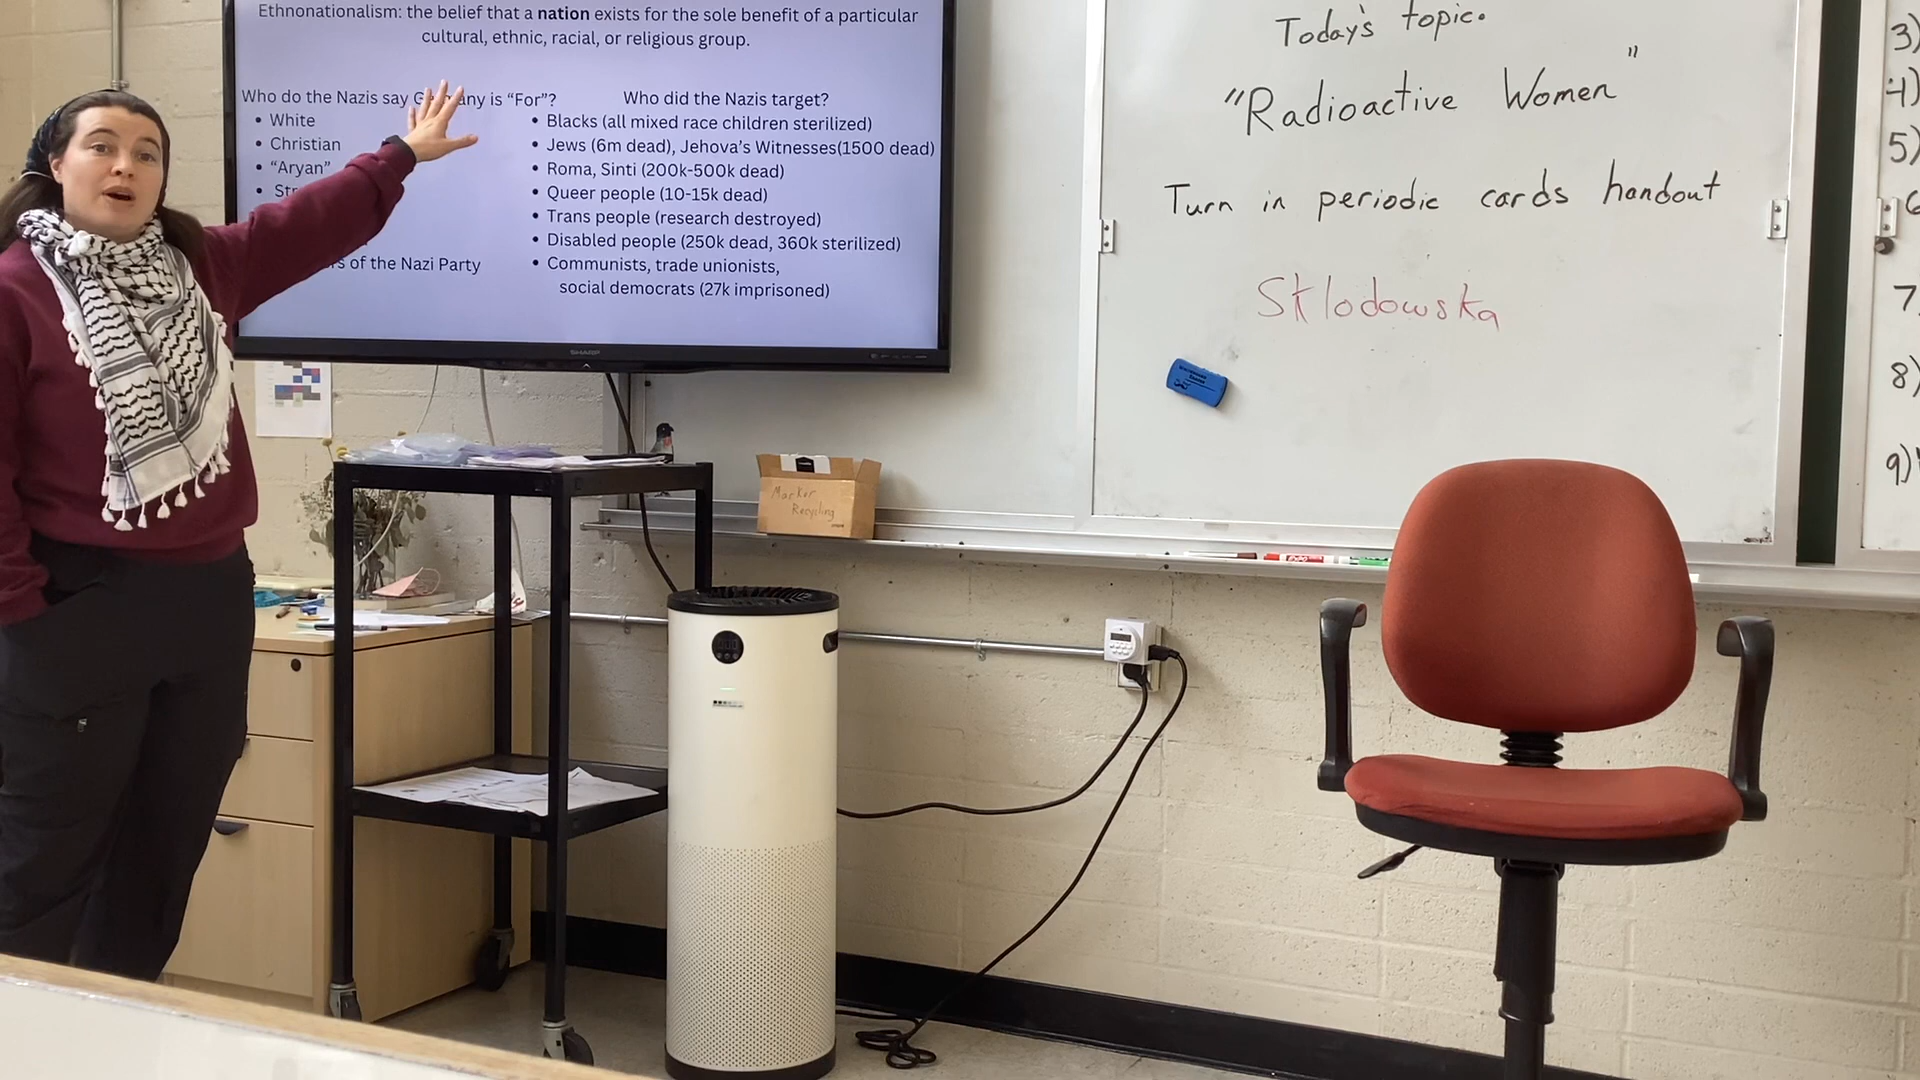 Ethnonationalism: the belief that a nation exists for the sole benefit of a particular
cultural, ethnic, racial, or religious group.
Who do the Nazis say Germany is “For”?
• White
• Christian
• “Aryan”
of the Nazi Party
Who did the Nazis target?
• Blacks (all mixed race children sterilized)
• Jews (6m dead), Jehova’s Witnesses(1500 dead)
• Roma, Sinti (200k-500k dead)
• Queer people (10-15k dead)
• Trans people (research destroyed)
• Disabled people (250k dead, 360k sterilized)
• Communists, trade unionists,
social democrats (27k imprisoned)
SHARP
Today's topic.
"Radioactive Women"
Turn in periodic cards handout
Sklodowska
Marker
Recycling
3)
4)
5)
6
7
8)
9)